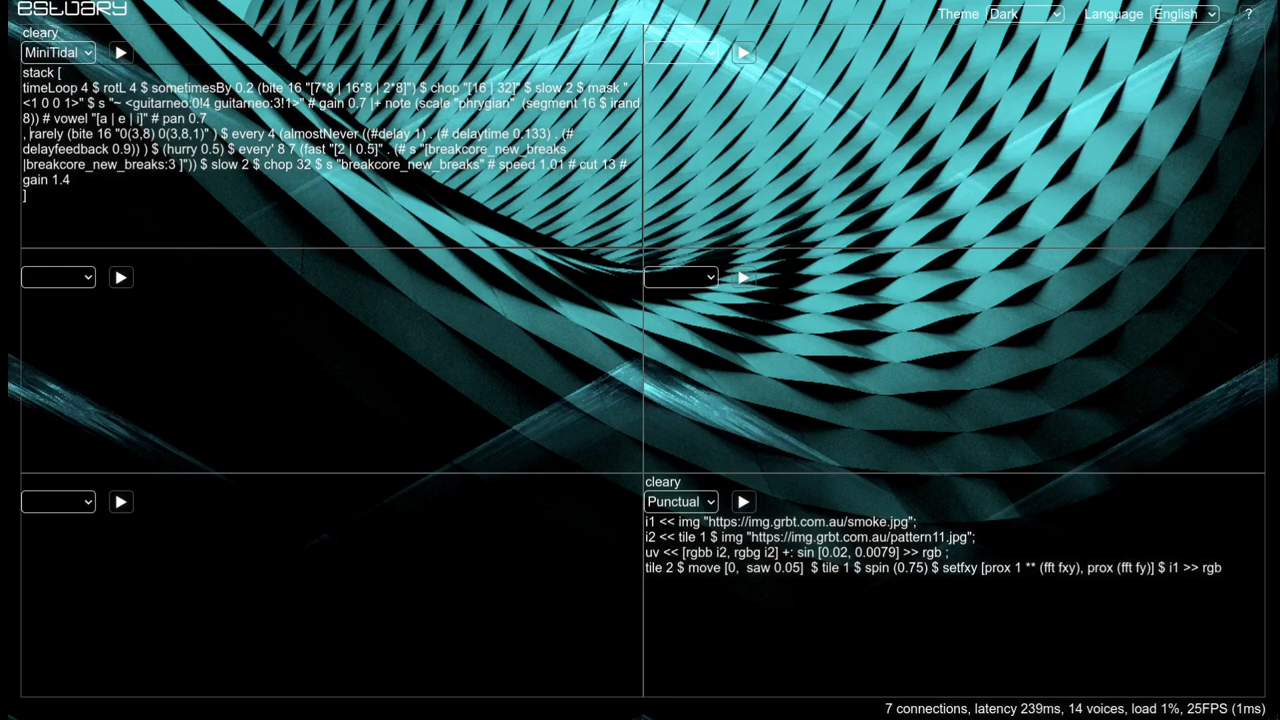 estuary
Theme Dark Language English ?
cleary
MiniTidal
stack [
timeLoop 4 $ rotL 4 $ sometimesBy 0.2 (bite 16 "[7*8 | 16*8 | 2*8]") $ chop "[16 | 32]" $ slow 2 $ mask "
<1 0 0 1>" $ s "~ <guitarneo:0!4 guitarneo:3!1>" # gain 0.7 |+ note (scale "phrygian"  (segment 16 $ irand
8)) # vowel "[a | e | i]" # pan 0.7
, rarely (bite 16 "0(3,8) 0(3,8,1)" ) $ every 4 (almostNever ((#delay 1) . (# delaytime 0.133) . (#
delayfeedback 0.9)) ) $ (hurry 0.5) $ every' 8 7 (fast "[2 | 0.5]" . (# s "[breakcore_new_breaks
|breakcore_new_breaks:3 ]")) $ slow 2 $ chop 32 $ s "breakcore_new_breaks" # speed 1.01 # cut 13 #
gain 1.4
]
cleary
Punctual
i1 << img "https://img.grbt.com.au/smoke.jpg";
i2 << tile 1 $ img "https://img.grbt.com.au/pattern11.jpg";
uv << [rgbb i2, rgbg i2] +: sin [0.02, 0.0079] >> rgb ;
tile 2 $ move [0,  saw 0.05]  $ tile 1 $ spin (0.75) $ setfxy [prox 1 ** (fft fxy), prox (fft fy)] $ i1 >> rgb
7 connections, latency 239ms, 14 voices, load 1%, 25FPS (1ms)